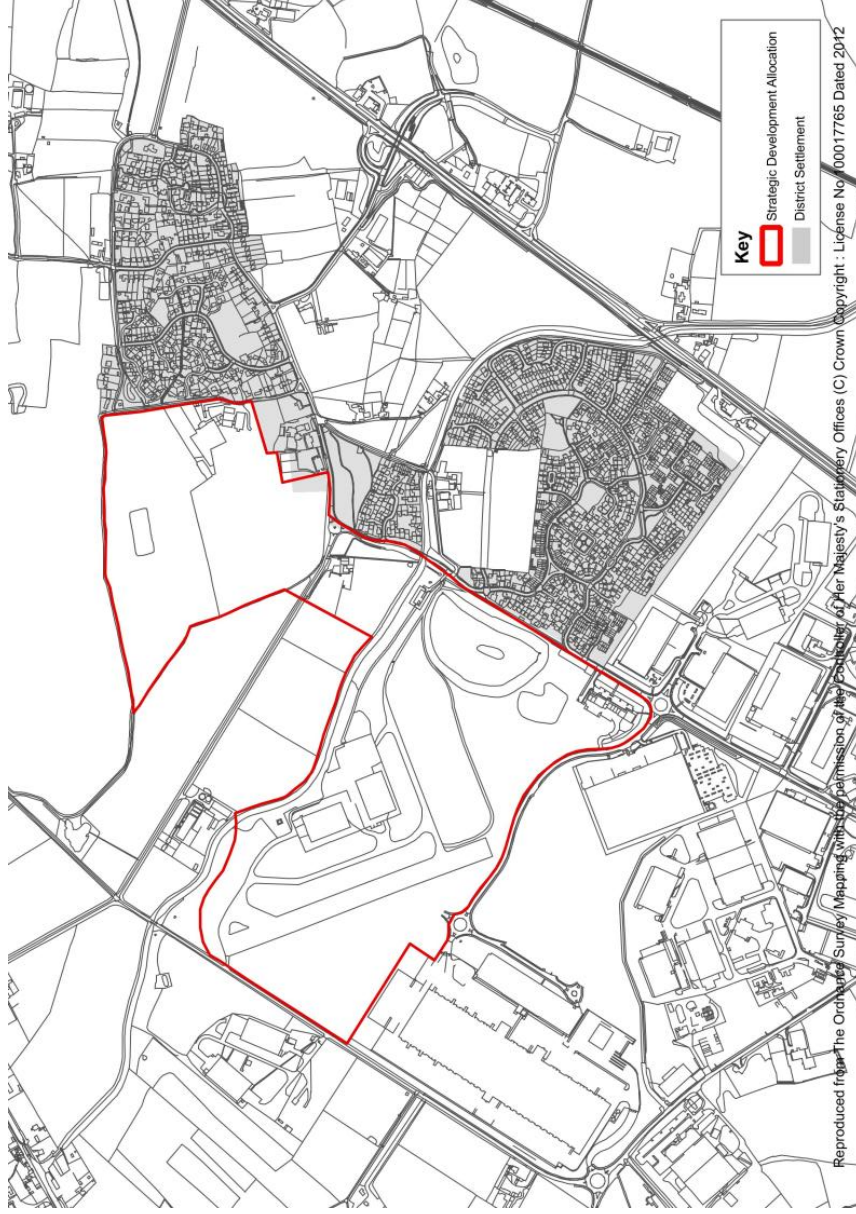 Key
Strategic Development Allocation
District Settlement
Reproduced from The Ordnance Survey Mapping with the permission of the Controller of Her Majesty's Stationery Offices (C) Crown Copyright : License No 100017765 Dated 2012